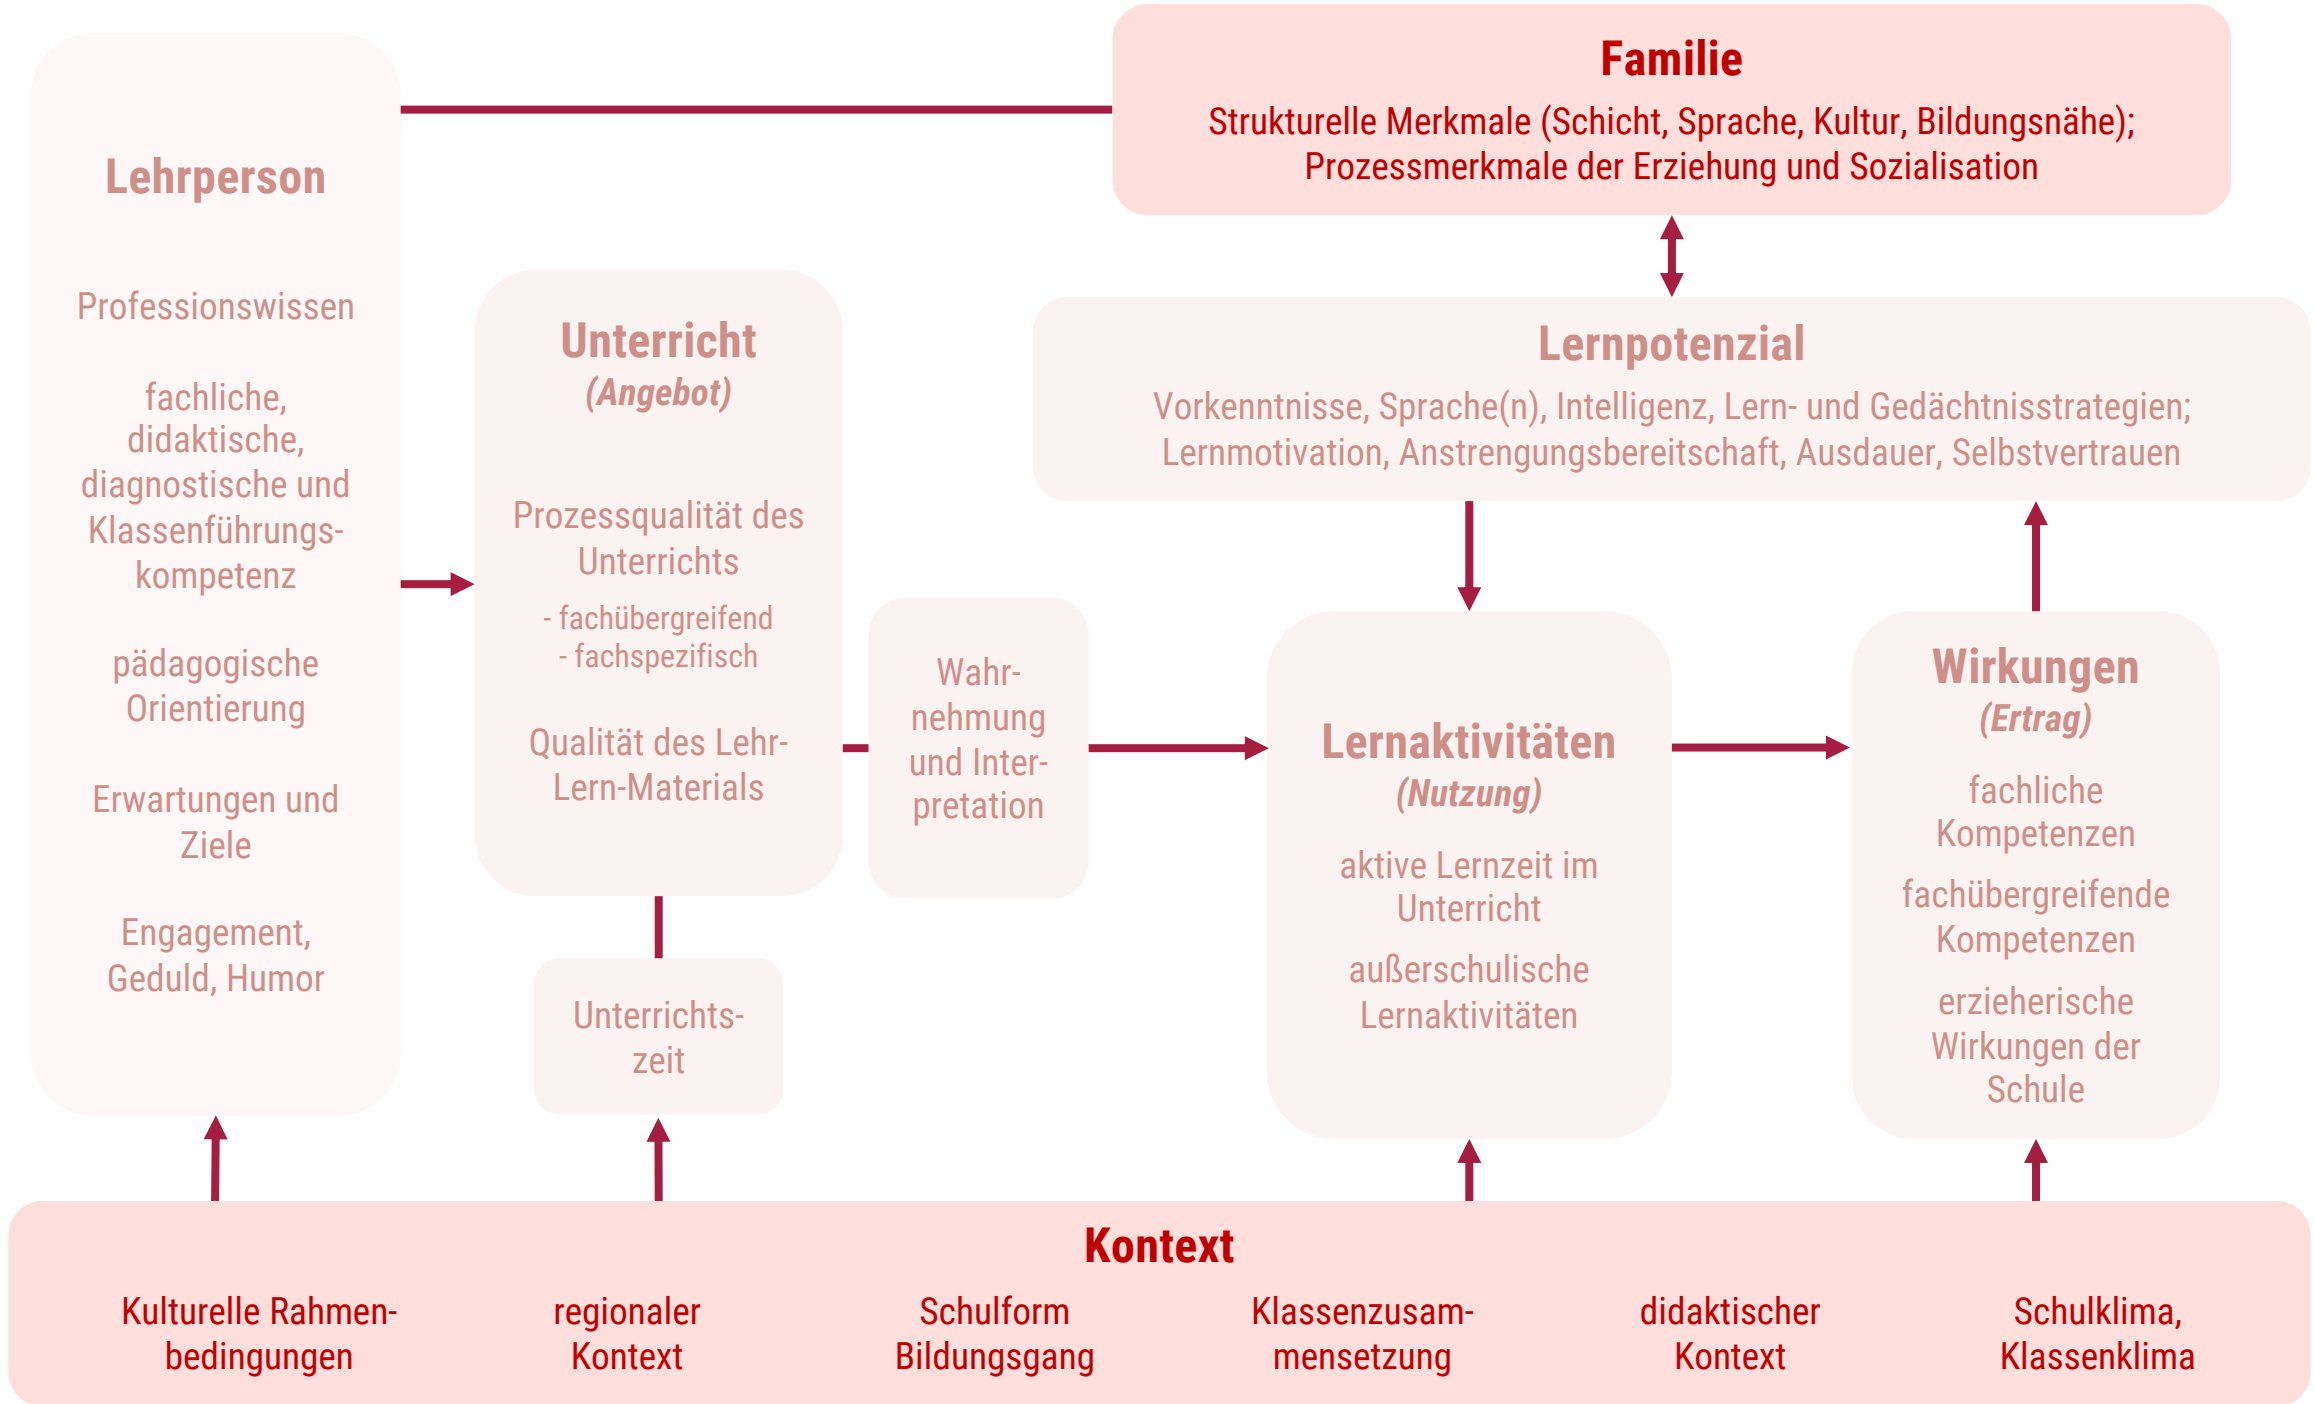 Familie
Strukturelle Merkmale (Schicht, Sprache, Kultur, Bildungsnähe);
Prozessmerkmale der Erziehung und Sozialisation
Lehrperson
Professionswissen
fachliche,
didaktische,
diagnostische und
Klassenführungs-
kompetenz
pädagogische
Orientierung
Erwartungen und
Ziele
Engagement,
Geduld, Humor
Unterricht
(Angebot)
Prozessqualität des
Unterrichts
- fachübergreifend
- fachspezifisch
Qualität des Lehr-
Lern-Materials
Unterrichts-
zeit
Wahr-
nehmung
und Inter-
pretation
Lernpotenzial
Vorkenntnisse, Sprache(n), Intelligenz, Lern- und Gedächtnisstrategien;
Lernmotivation, Anstrengungsbereitschaft, Ausdauer, Selbstvertrauen
Lernaktivitäten
(Nutzung)
aktive Lernzeit im
Unterricht
außerschulische
Lernaktivitäten
Wirkungen
(Ertrag)
fachliche
Kompetenzen
fachübergreifende
Kompetenzen
erzieherische
Wirkungen der
Schule
Kontext
Kulturelle Rahmen-
bedingungen
regionaler
Kontext
Schulform
Bildungsgang
Klassenzusam-
mensetzung
didaktischer
Kontext
Schulklima,
Klassenklima